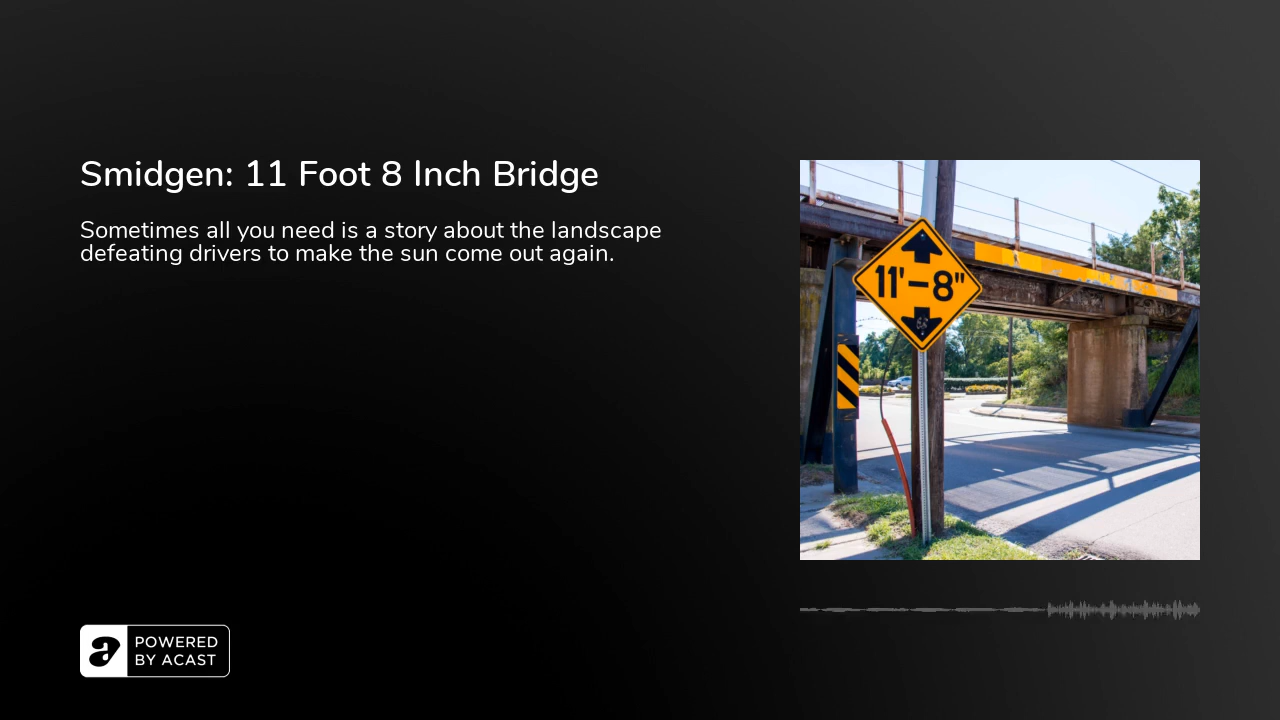 Smidgen: 11 Foot 8 Inch Bridge
Sometimes all you need is a story about the landscape
defeating drivers to make the sun come out again.
11'-8"
POWERED
BY ACAST